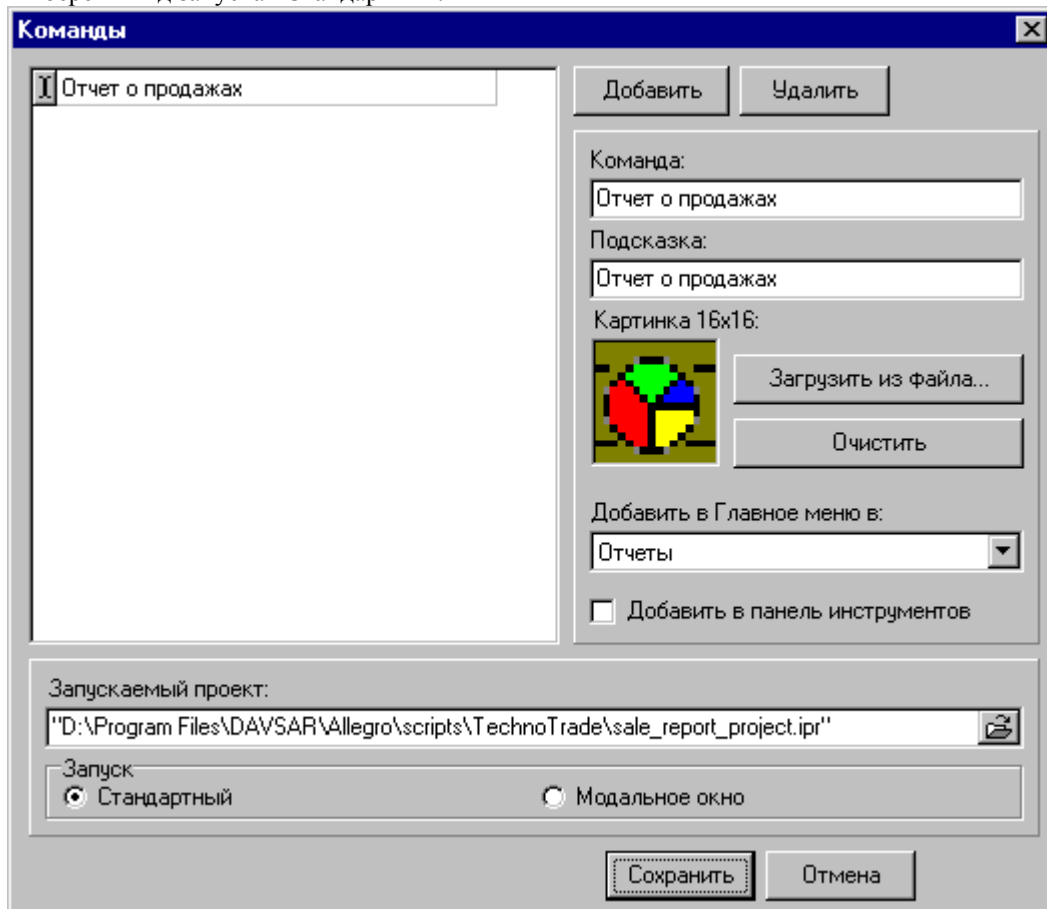 Команды
Отчет о продажах
Добавить Удалить
Команда:
Отчет о продажах
Подсказка:
Отчет о продажах
Картинка 16x16:
Загрузить из файла...
Очистить
Добавить в Главное меню в:
Отчеты
Добавить в панель инструментов
Запускаемый проект:
"D:\Program Files\DAVSAR\Allegro\scripts\TechnoTrade\sale_report_project.ipr"
Запуск
Стандартный Модальное окно
Сохранить Отмена